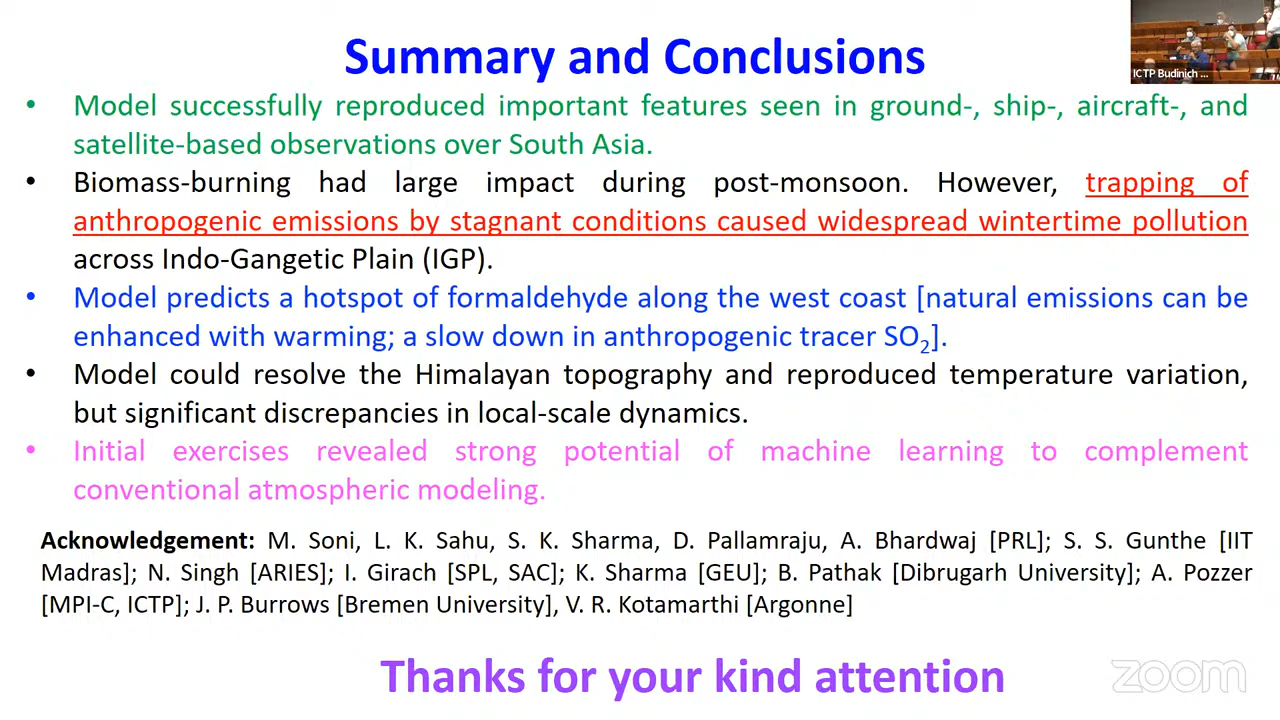 Summary and Conclusions
ICTP Budinich ...
• Model successfully reproduced important features seen in ground-, ship-, aircraft-, and
satellite-based observations over South Asia.
• Biomass-burning had large impact during post-monsoon. However, trapping of
anthropogenic emissions by stagnant conditions caused widespread wintertime pollution
across Indo-Gangetic Plain (IGP).
• Model predicts a hotspot of formaldehyde along the west coast [natural emissions can be
enhanced with warming; a slow down in anthropogenic tracer SO₂].
• Model could resolve the Himalayan topography and reproduced temperature variation,
but significant discrepancies in local-scale dynamics.
• Initial exercises revealed strong potential of machine learning to complement
conventional atmospheric modeling.
Acknowledgement: M. Soni, L. K. Sahu, S. K. Sharma, D. Pallamraju, A. Bhardwaj [PRL]; S. S. Gunthe [IIT
Madras]; N. Singh [ARIES]; I. Girach [SPL, SAC]; K. Sharma [GEU]; B. Pathak [Dibrugarh University]; A. Pozzer
[MPI-C, ICTP]; J. P. Burrows [Bremen University], V. R. Kotamarthi [Argonne]
Thanks for your kind attention
zoom